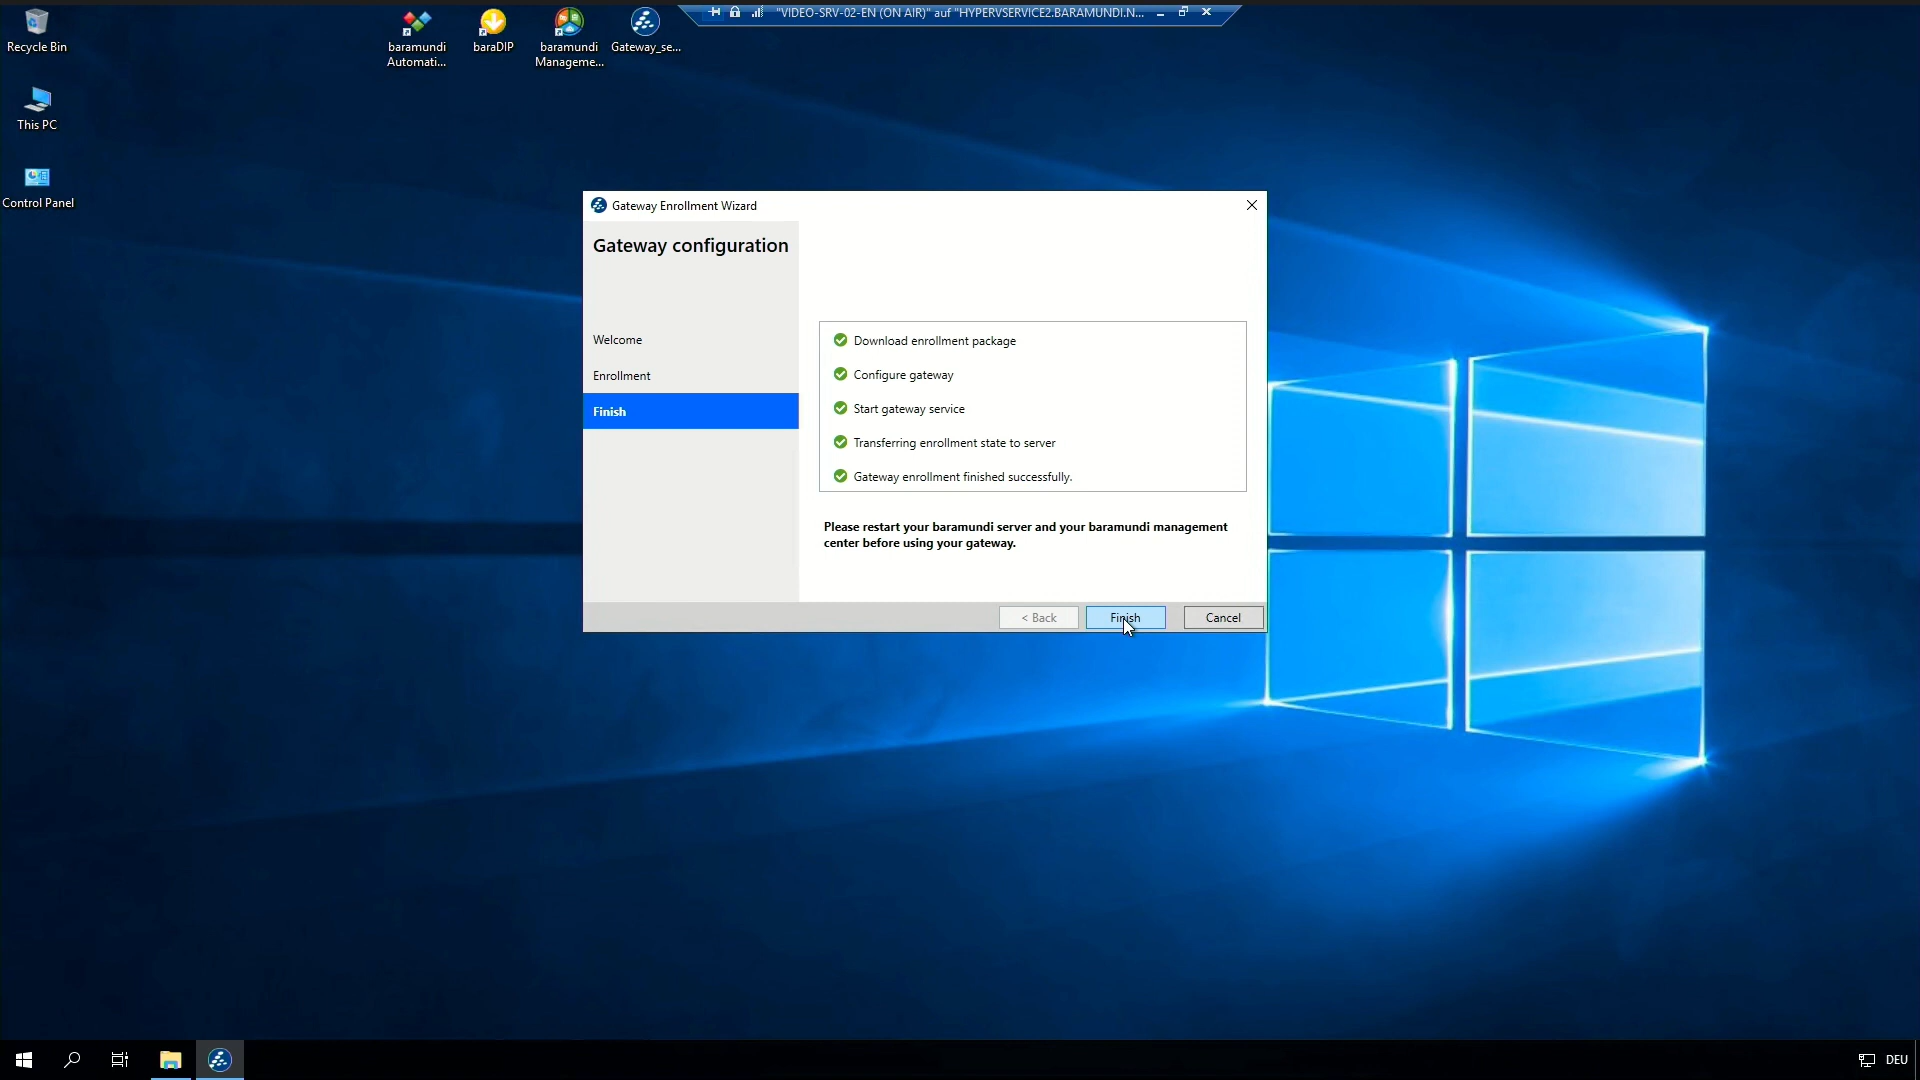 "VIDEO-SRV-02-EN (ON AIR)" auf "HYPERVSERVICE2.BARAMUNDI.N...
Recycle Bin
baramundi
Automati...
baraDIP
baramundi
Manageme...
Gateway_se...
This PC
Control Panel
Gateway Enrollment Wizard
Gateway configuration
Welcome
Enrollment
Finish
Download enrollment package
Configure gateway
Start gateway service
Transferring enrollment state to server
Gateway enrollment finished successfully.
Please restart your baramundi server and your baramundi management
center before using your gateway.
< Back
Finish
Cancel
DEU